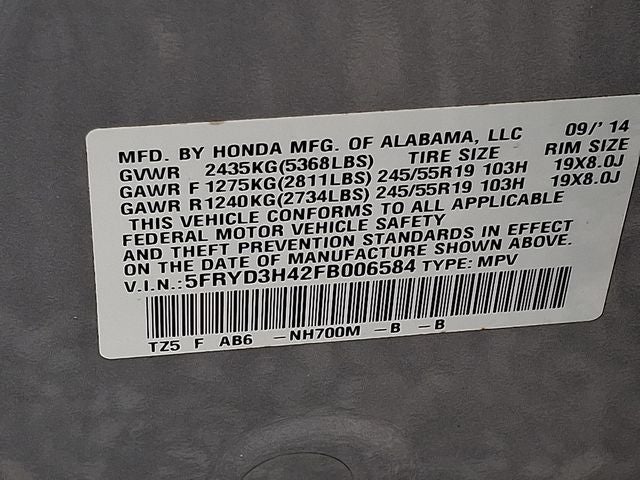 MFD. BY HONDA MFG. OF ALABAMA, LLC 09/'14
GVWR 2435KG(5368LBS) TIRE SIZE RIM SIZE
GAWR F 1275KG(2811LBS) 245/55R19 103H 19X8.0J
GAWR R 1240KG(2734LBS) 245/55R19 103H 19X8.0J
THIS VEHICLE CONFORMS TO ALL APPLICABLE
FEDERAL MOTOR VEHICLE SAFETY
AND THEFT PREVENTION STANDARDS IN EFFECT
ON THE DATE OF MANUFACTURE SHOWN ABOVE.
V.I.N.:5FRYD3H42FB006584 TYPE: MPV
TZ5 F AB6 -NH700M -B -B